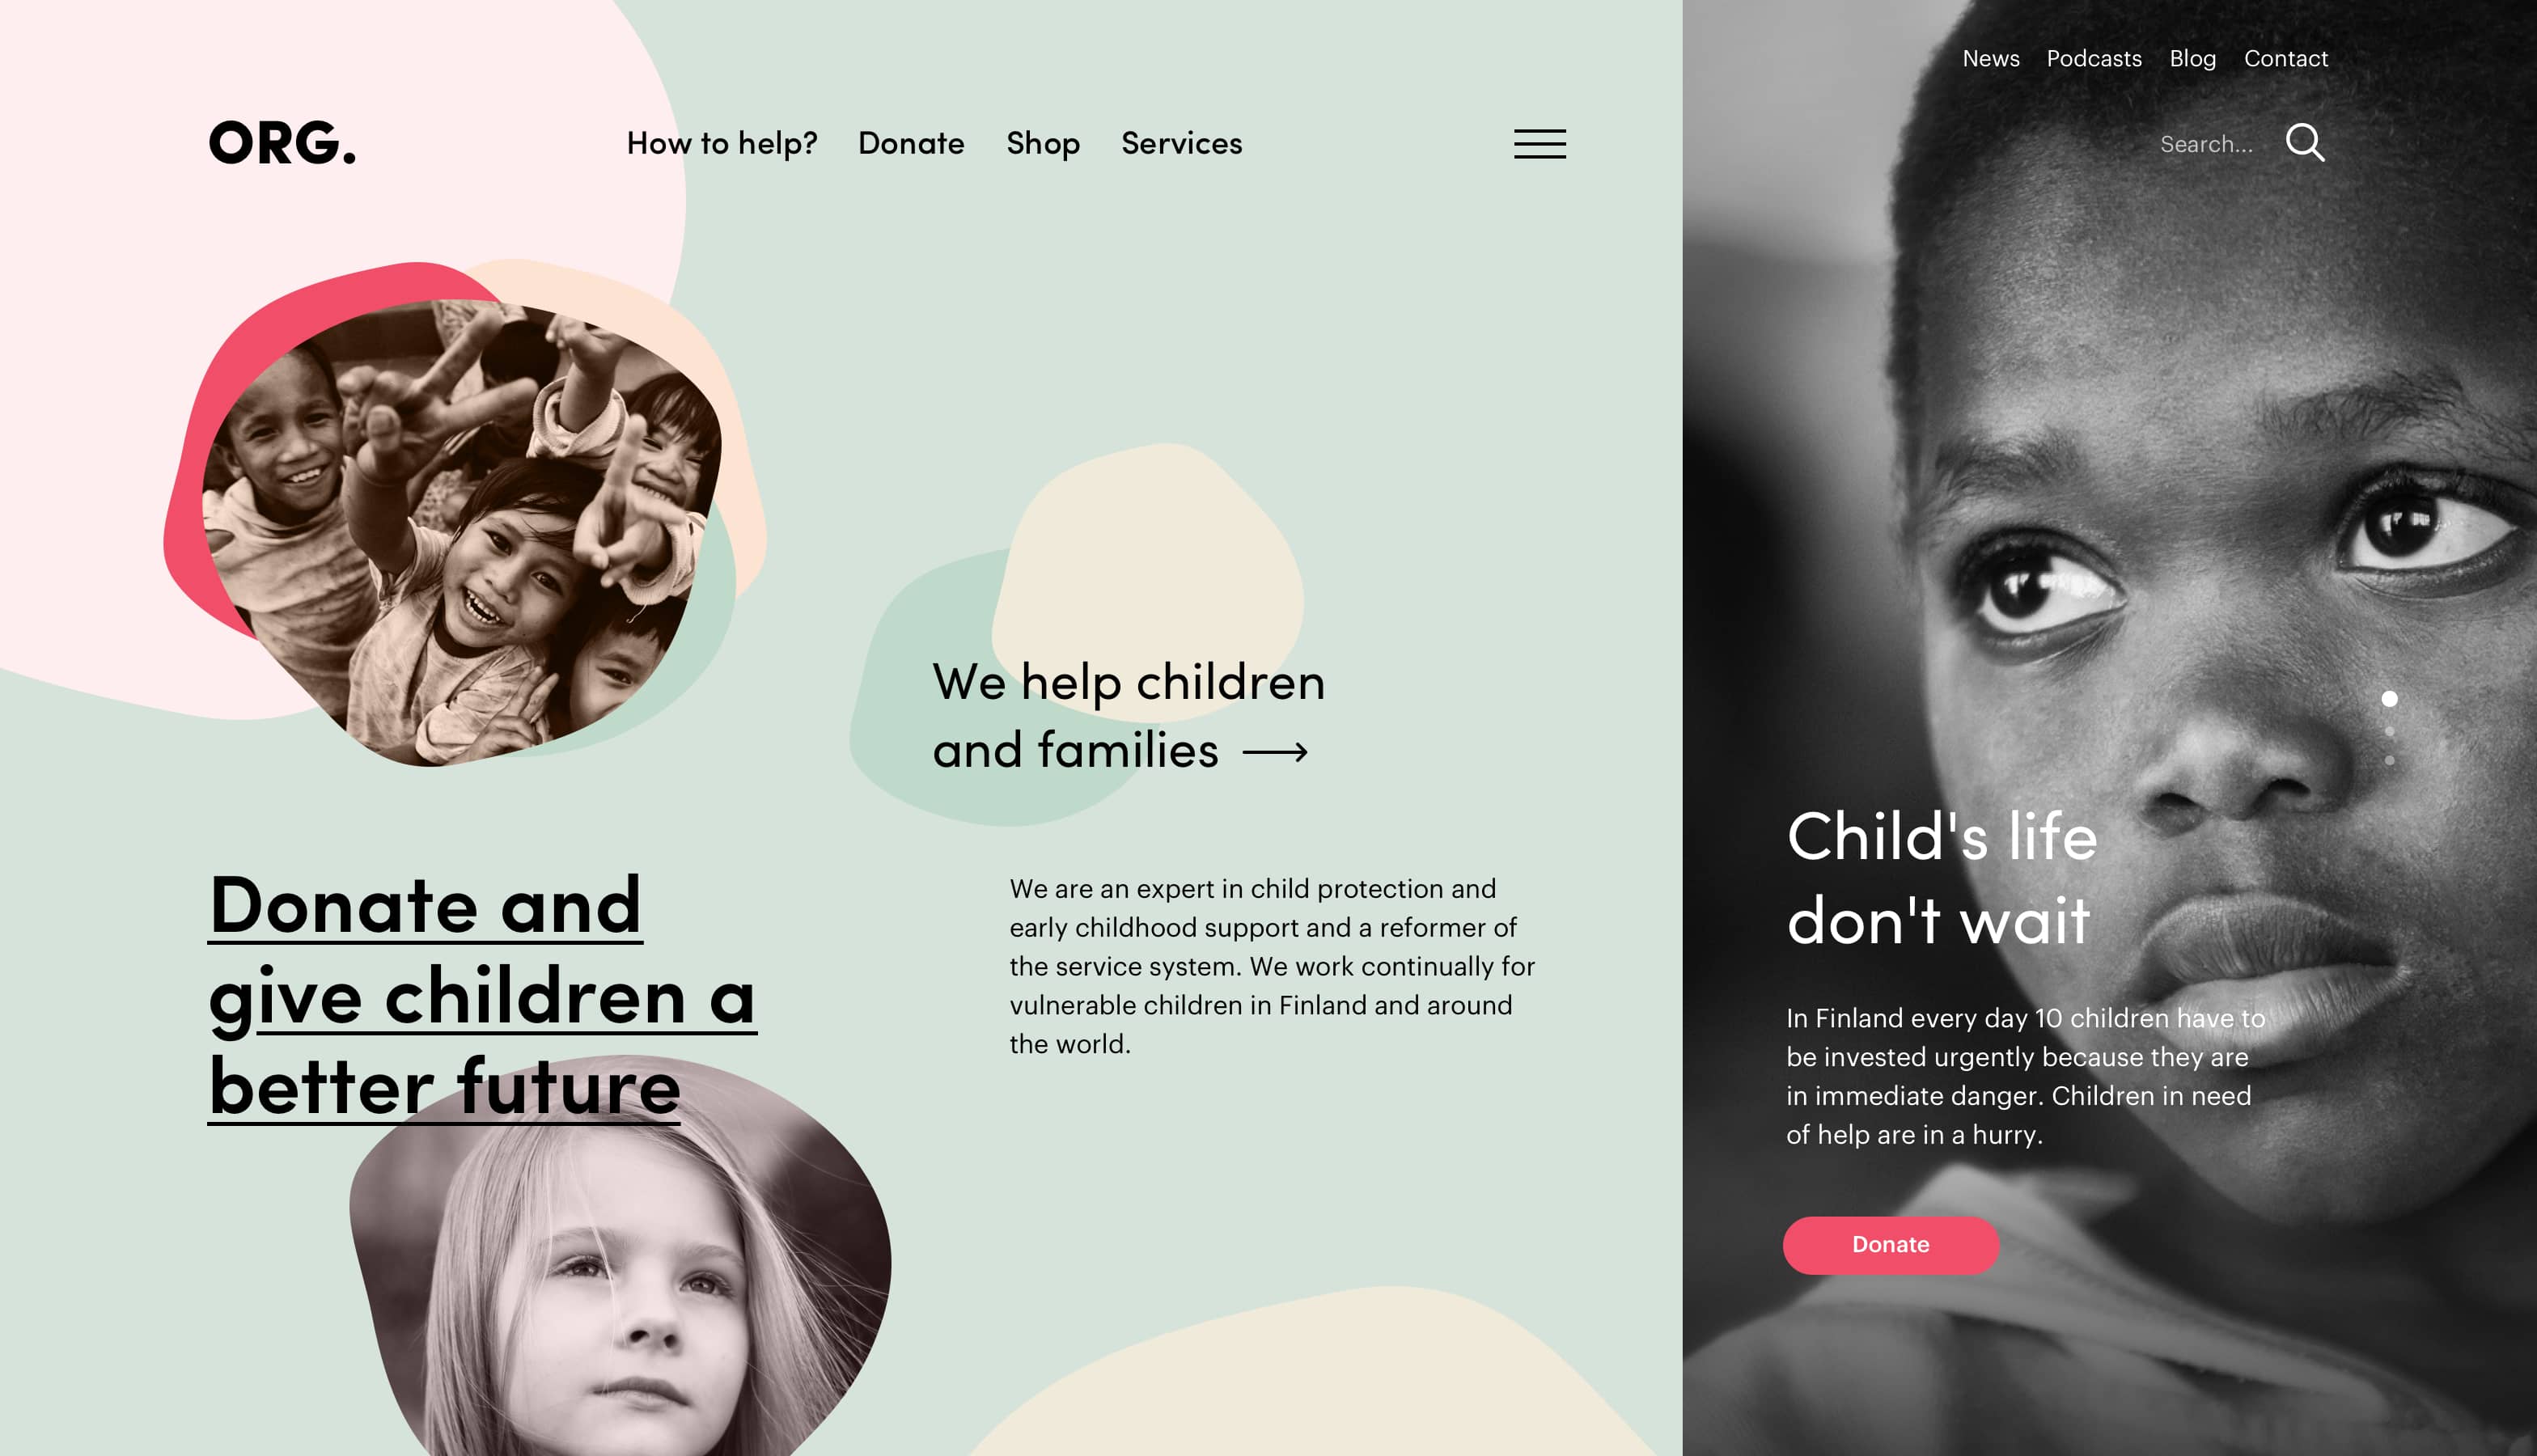 ORG.
How to help? Donate Shop Services
News Podcasts Blog Contact
Search...
We help children
and families
Donate and
give children a
better future
We are an expert in child protection and
early childhood support and a reformer of
the service system. We work continually for
vulnerable children in Finland and around
the world.
Child's life
don't wait
In Finland every day 10 children have to
be invested urgently because they are
in immediate danger. Children in need
of help are in a hurry.
Donate